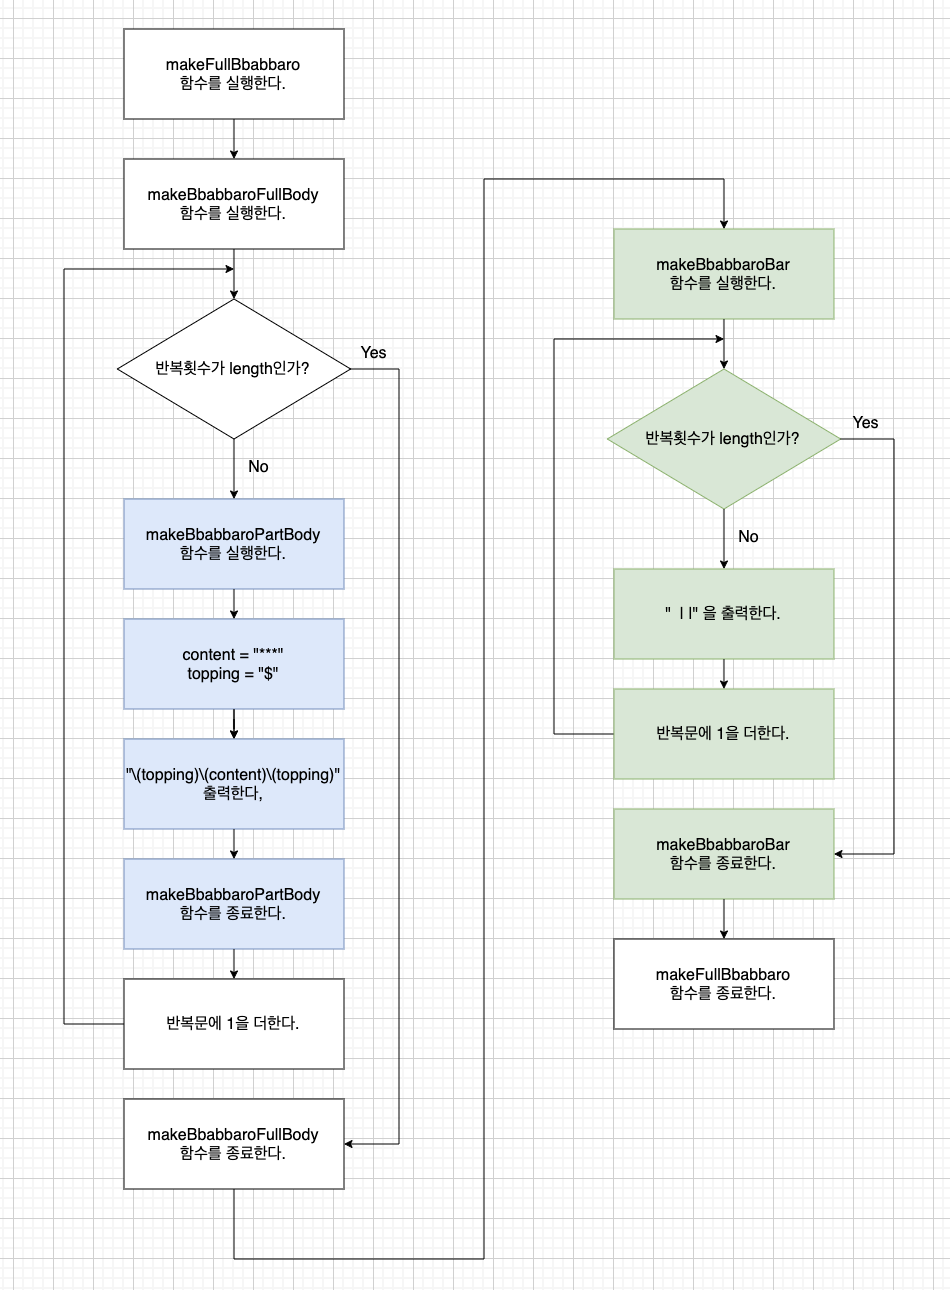 makeFullBbabbaro
함수를 실행한다.
makeBbabbaroFullBody
함수를 실행한다.
반복횟수가 length인가?
Yes
No
makeBbabbaroPartBody
함수를 실행한다.
content = "***"
topping = "$"
"\(topping)\(content)\(topping)"
출력한다,
makeBbabbaroPartBody
함수를 종료한다.
반복문에 1을 더한다.
makeBbabbaroFullBody
함수를 종료한다.
makeBbabbaroBar
함수를 실행한다.
반복횟수가 length인가?
Yes
No
"  ||" 을 출력한다.
반복문에 1을 더한다.
makeBbabbaroBar
함수를 종료한다.
makeFullBbabbaro
함수를 종료한다.